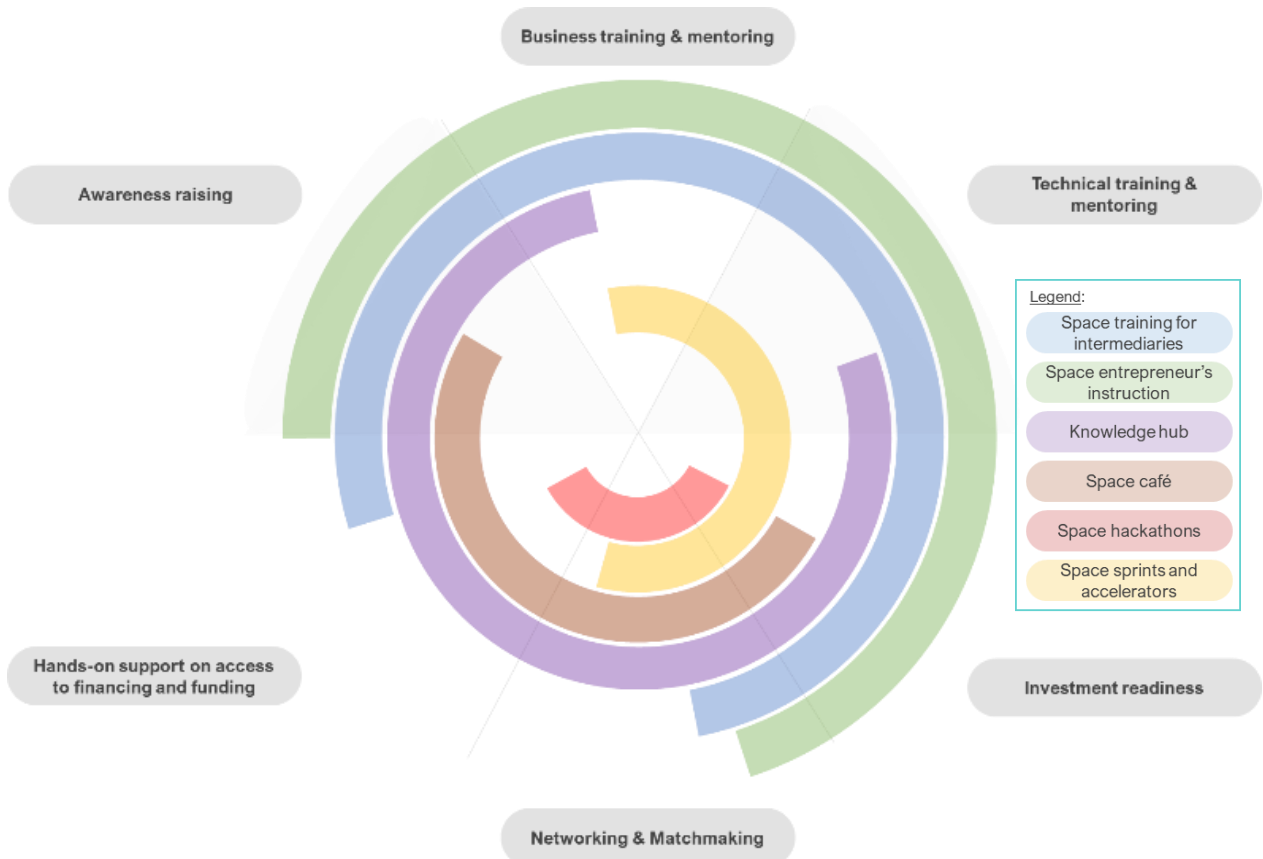 Business training & mentoring
Awareness raising
Technical training &
mentoring
Legend:
Space training for
intermediaries
Space entrepreneur's
instruction
Knowledge hub
Space café
Space hackathons
Space sprints and
accelerators
Hands-on support on access
to financing and funding
Investment readiness
Networking & Matchmaking